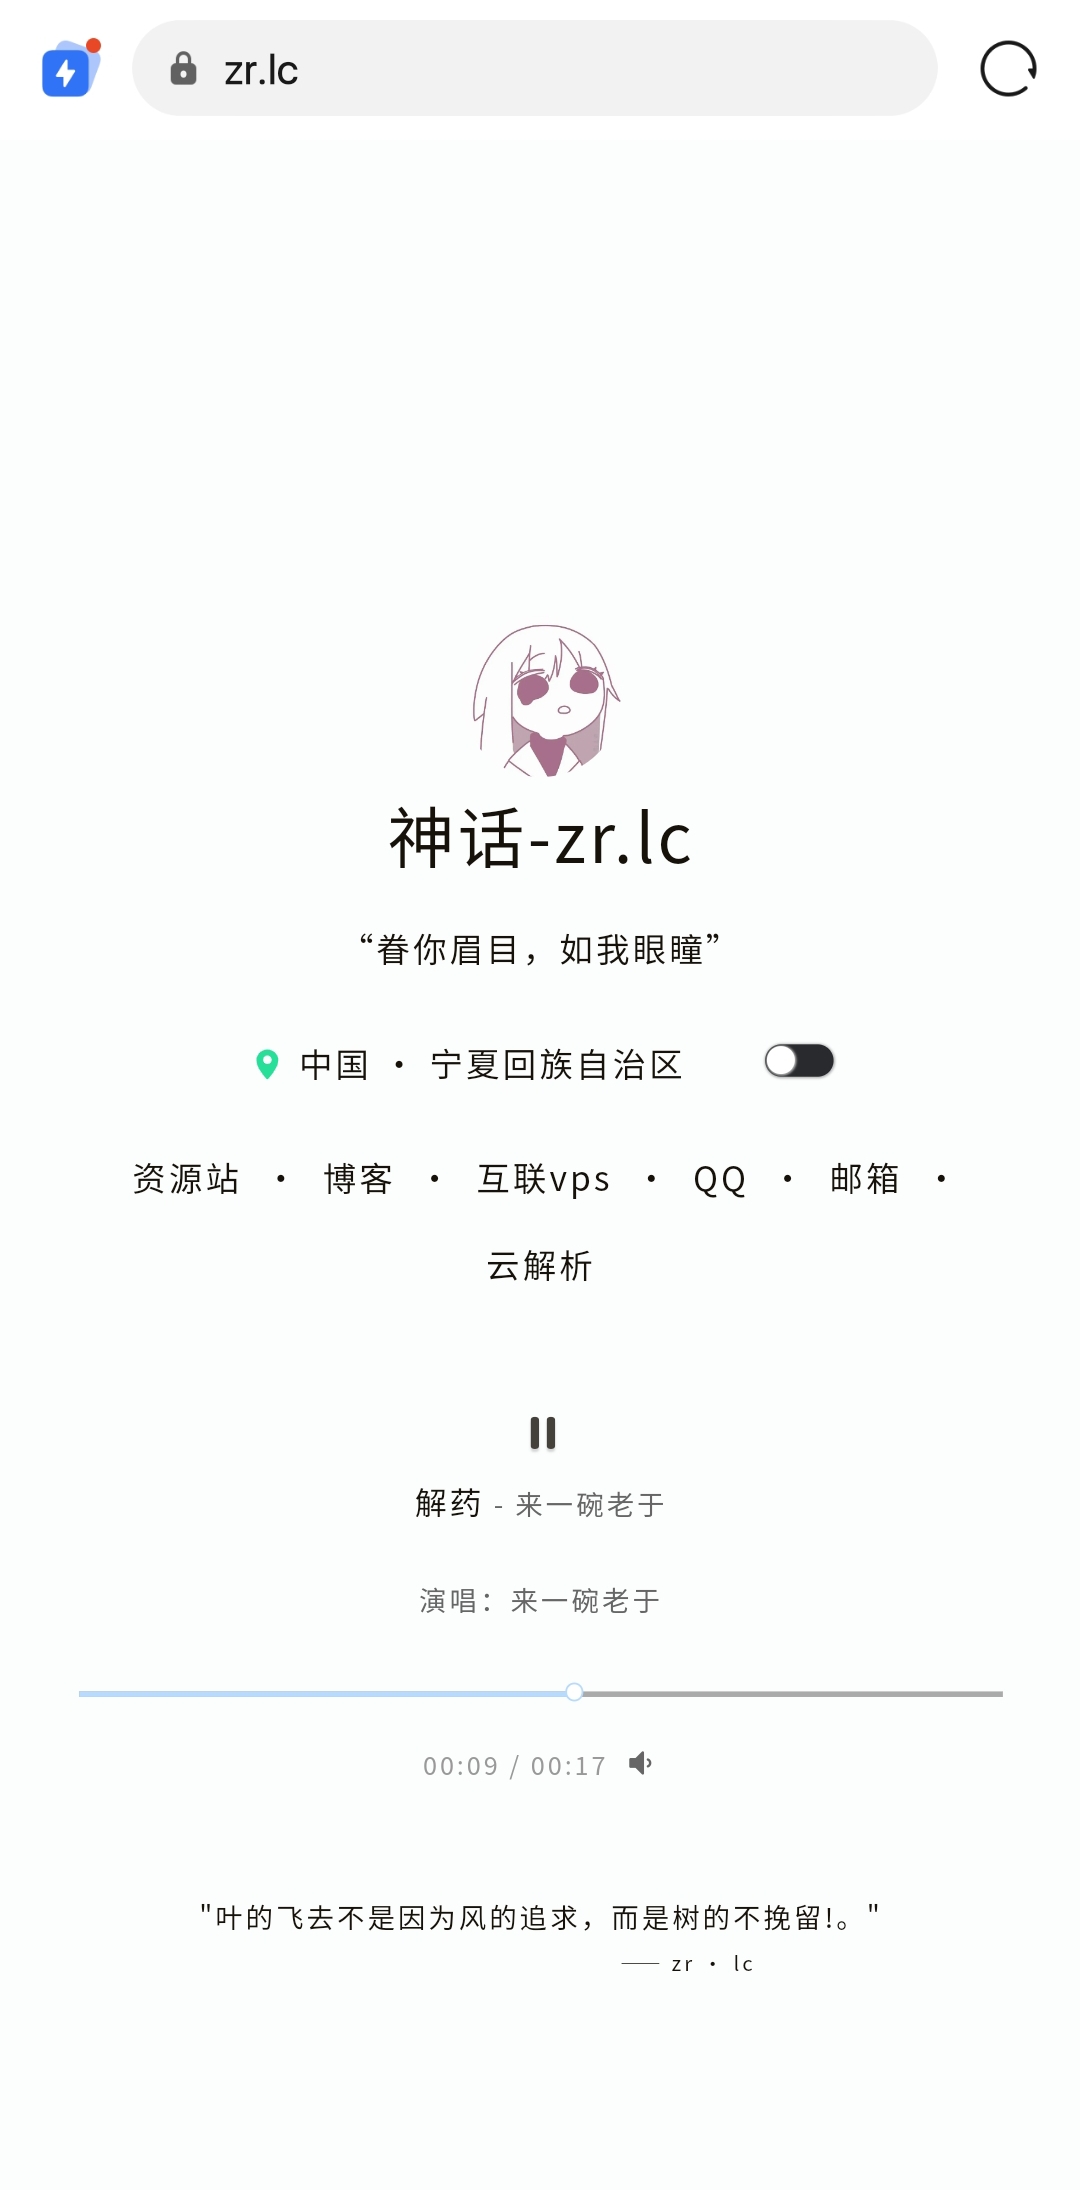 zr.lc
神话-zr.lc
“眷你眉目，如我眼瞳”
中国 · 宁夏回族自治区
资源站 · 博客 · 互联vps · QQ · 邮箱 ·
云解析
解药 - 来一碗老于
演唱：来一碗老于
00:09 / 00:17
"叶的飞去不是因为风的追求，而是树的不挽留!。"
—— zr · lc